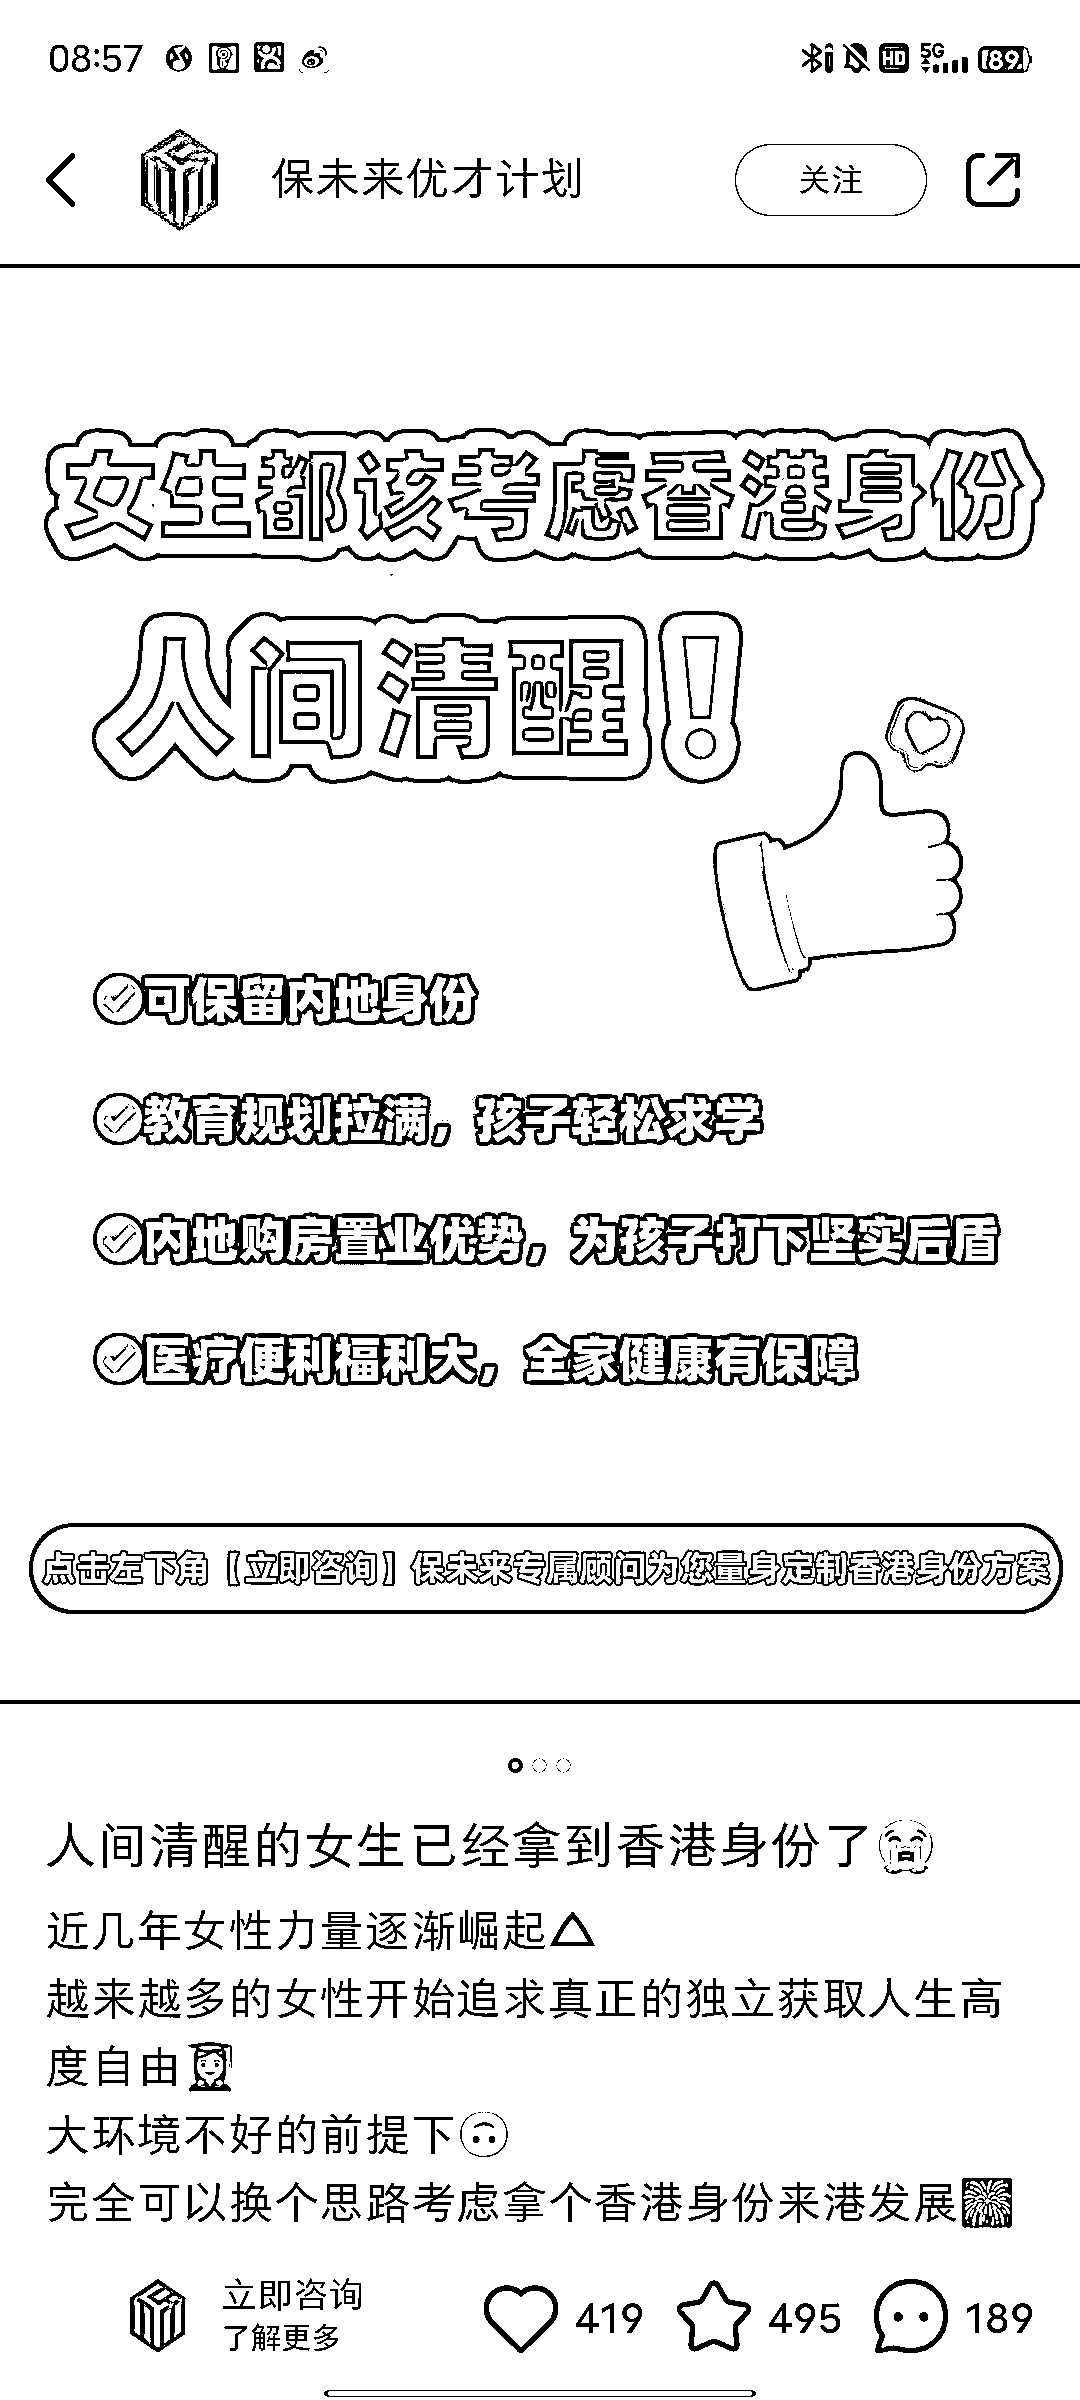 08:57
HD 5G 89
保未来优才计划
关注
女生都该考虑香港身份
人间清醒！
可保留内地身份
教育规划拉满，孩子轻松求学
内地购房置业优势，为孩子打下坚实后盾
医疗便利福利大，全家健康有保障
点击左下角【立即咨询】保未来专属顾问为您量身定制香港身份方案
人间清醒的女生已经拿到香港身份了😭
近几年女性力量逐渐崛起△
越来越多的女性开始追求真正的独立获取人生高
度自由👩‍🎓
大环境不好的前提下🙃
完全可以换个思路考虑拿个香港身份来港发展🎆
立即咨询
了解更多
419
495
189